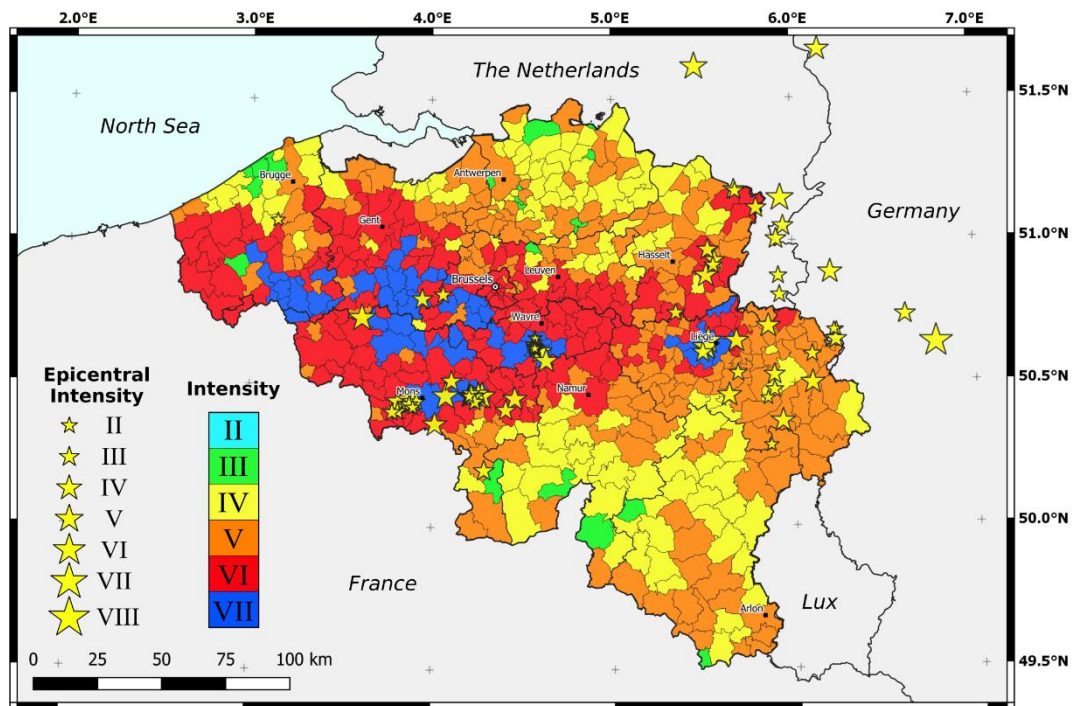 2.0°E 3.0°E 4.0°E 5.0°E 6.0°E 7.0°E
The Netherlands
51.5°N
North Sea
Brugge
Antwerpen
Germany
Gent
51.0°N
Hasselt
Brussels
Leuven
Wavre
Liège
50.5°N
Mons
Namur
Epicentral
Intensity
II
III
IV
V
VI
VII
VIII
Intensity
II
III
IV
V
VI
VII
50.0°N
France
Lux
Arlon
0 25 50 75 100 km
49.5°N